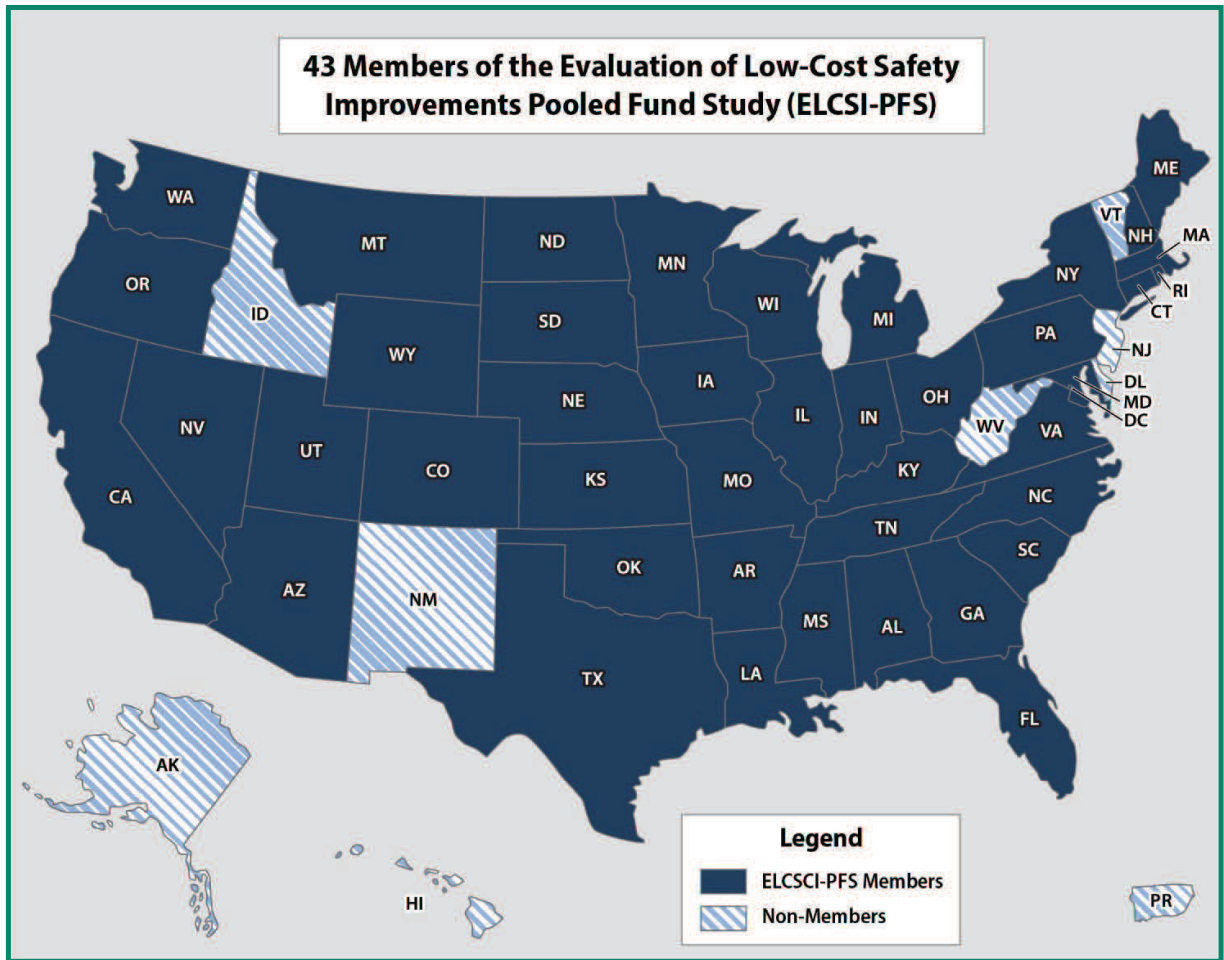 43 Members of the Evaluation of Low-Cost Safety
Improvements Pooled Fund Study (ELCSI-PFS)
ME
WA
VT
NH
MA
MT
ND
MN
NY
OR
WI
RI
ID
SD
MI
CT
PA
NJ
WY
IA
DL
NE
OH
MD
IL
IN
WV
DC
NV
VA
UT
CO
KS
MO
KY
CA
NC
TN
SC
OK
AR
AZ
NM
GA
MS
AL
LA
TX
FL
AK
Legend
ELCSCI-PFS Members
HI
Non-Members
PR